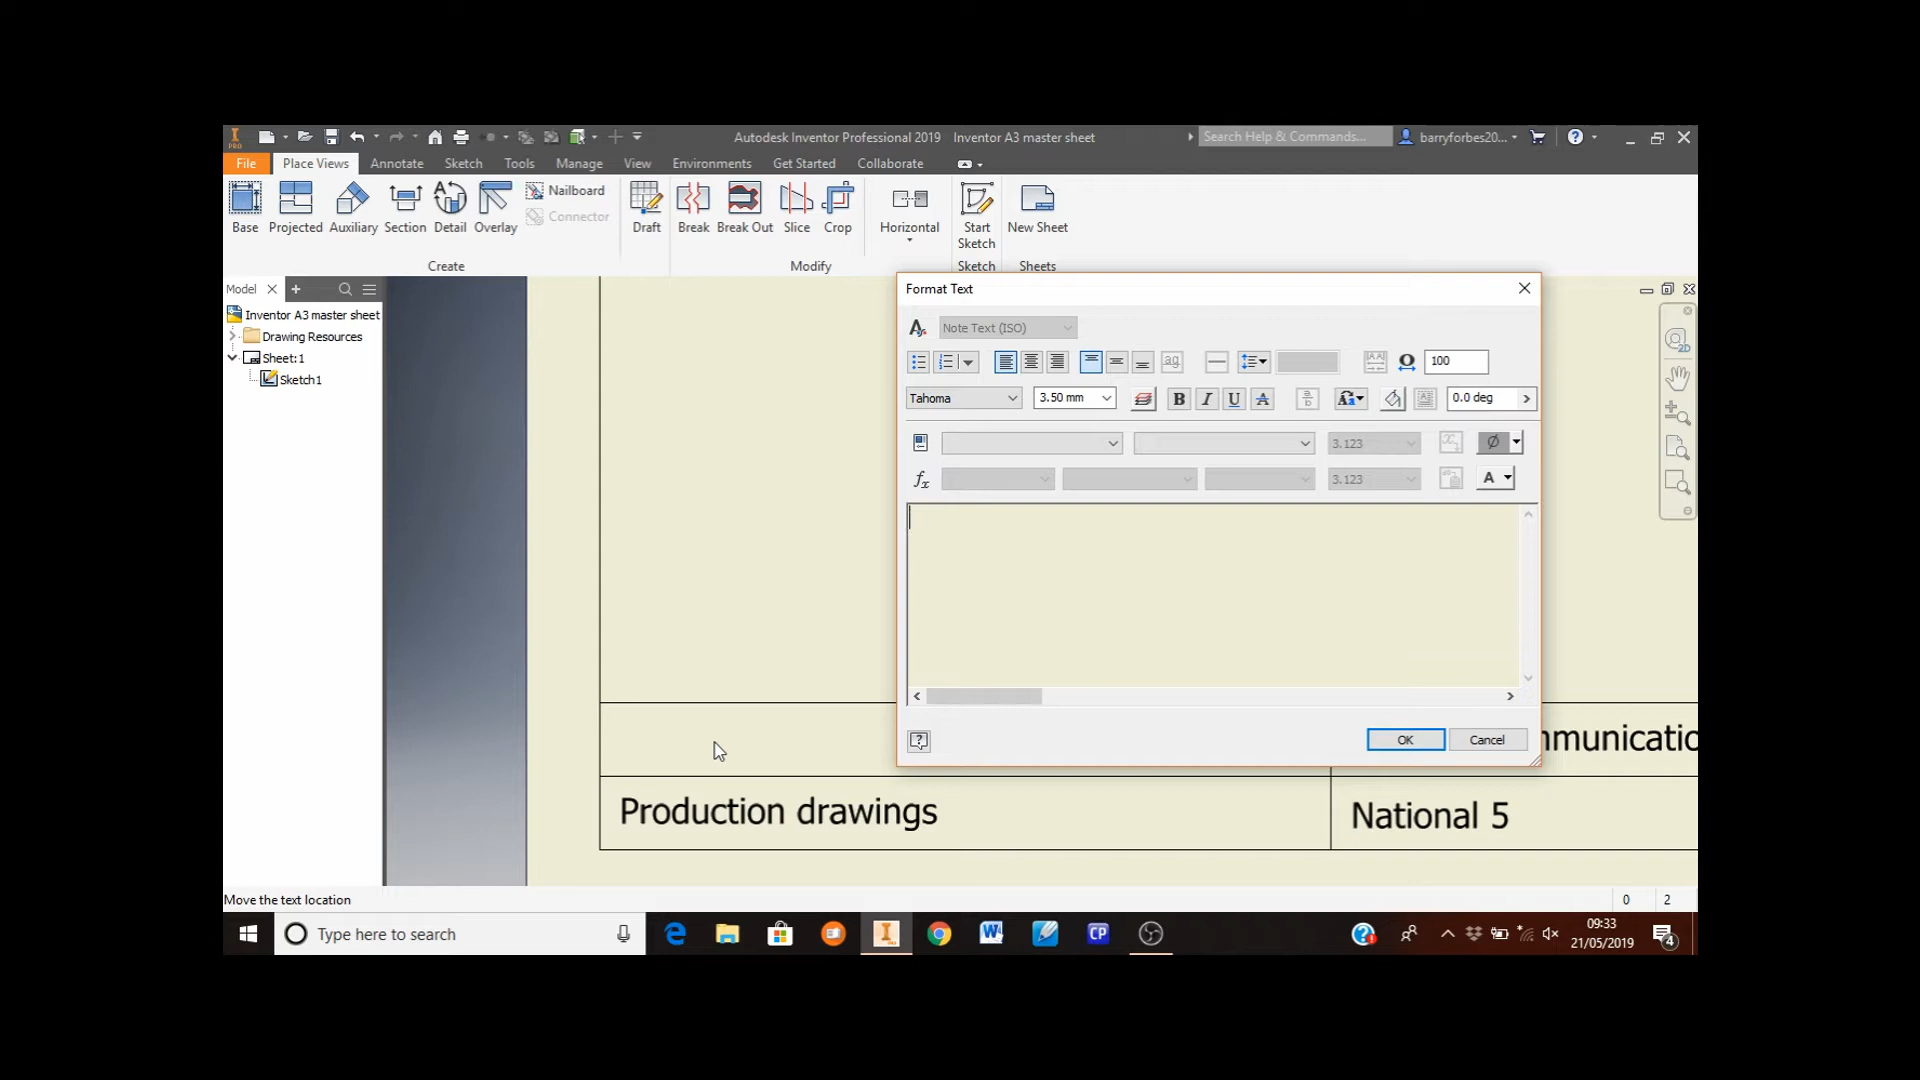 PRO
Autodesk Inventor Professional 2019 Inventor A3 master sheet
Search Help & Commands...
barryforbes20...
File Place Views Annotate Sketch Tools Manage View Environments Get Started Collaborate
Base Projected Auxiliary Section Detail Overlay
Nailboard
Connector
Draft Break Break Out Slice Crop Horizontal
Start
Sketch
New Sheet
Create Modify Sketch Sheets
Model
Inventor A3 master sheet
Drawing Resources
Sheet:1
Sketch1
Format Text
Note Text (ISO)
100
Tahoma
3.50 mm
B I U A
0.0 deg
3.123
3.123
A
OK
Cancel
2D
mmunicatio
Production drawings
National 5
Move the text location
0 2
Type here to search
CP
09:33
21/05/2019
4